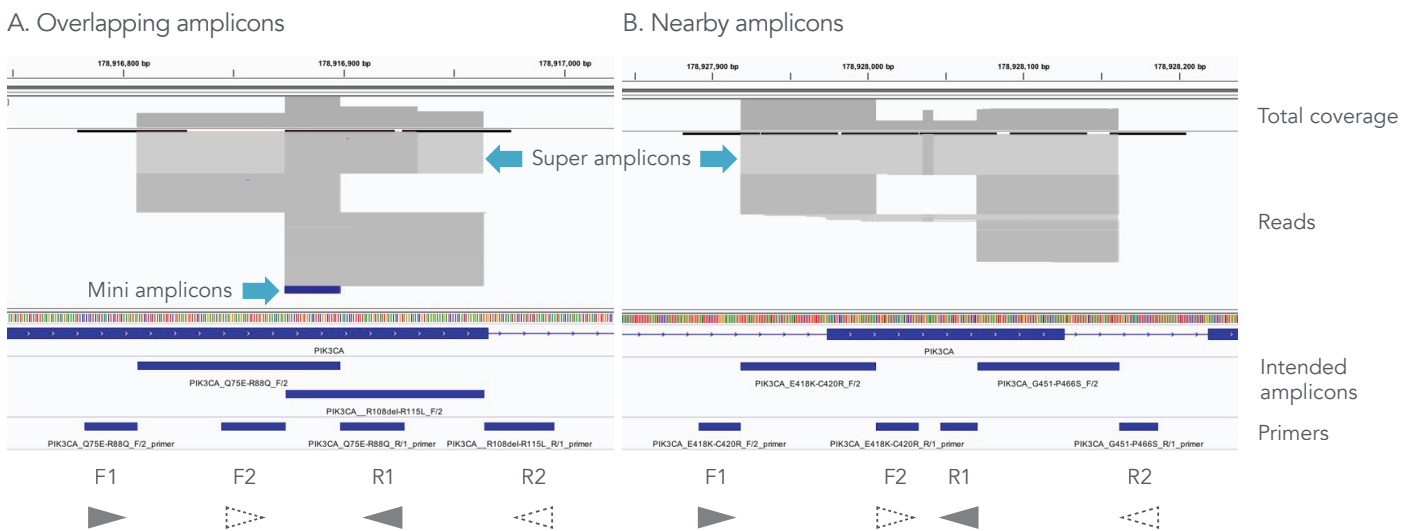 A. Overlapping amplicons
B. Nearby amplicons
178,916,800 bp
178,916,900 bp
178,917,000 bp
178,927,900 bp
178,928,000 bp
178,928,100 bp
178,928,200 bp
Total coverage
Super amplicons
Reads
Mini amplicons
PIK3CA
PIK3CA
Intended
amplicons
PIK3CA_Q75E-R88Q_F/2
PIK3CA__R108del-R115L_F/2
PIK3CA_E418K-C420R_F/2
PIK3CA_G451-P466S_F/2
Primers
PIK3CA_Q75E-R88Q_F/2_primer
PIK3CA_Q75E-R88Q_R/1_primer
PIK3CA__R108del-R115L_R/1_primer
PIK3CA_E418K-C420R_F/2_primer
PIK3CA_E418K-C420R_R/1_primer
PIK3CA_G451-P466S_R/1_primer
F1 F2 R1 R2
F1 F2 R1 R2